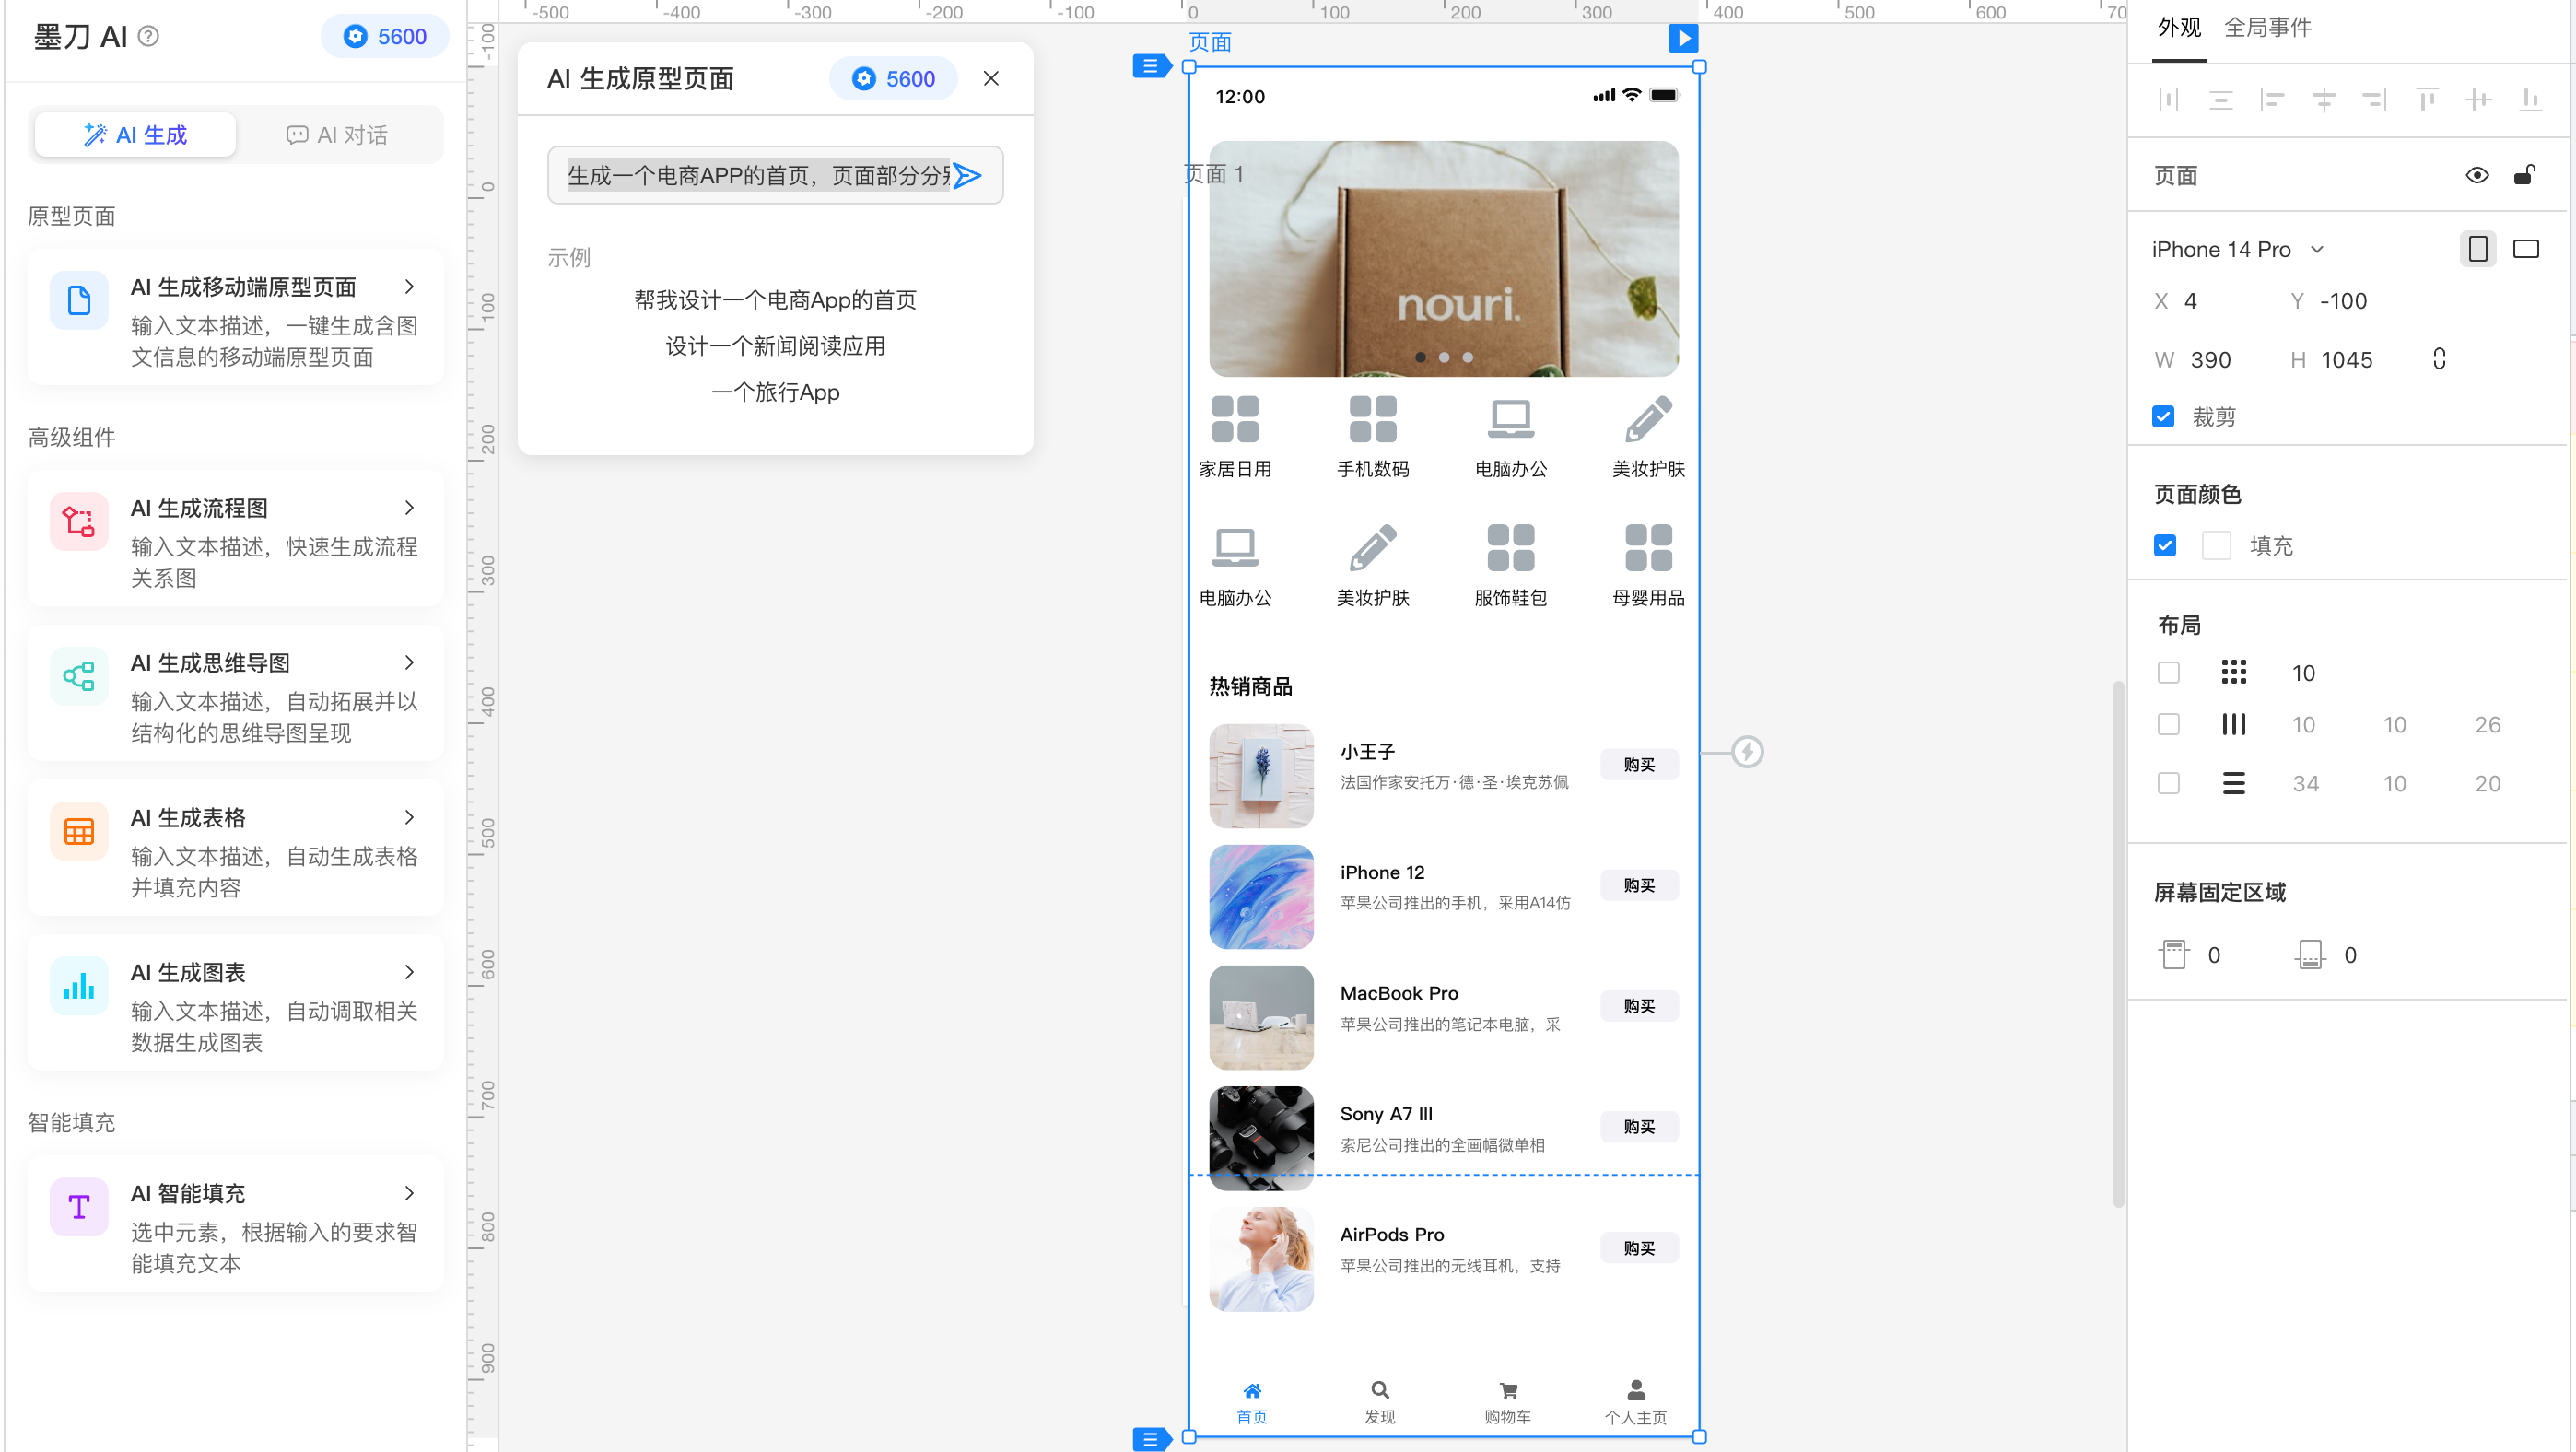 墨刀 AI
5600
AI 生成
AI 对话
原型页面
AI 生成移动端原型页面
输入文本描述，一键生成含图
文信息的移动端原型页面
高级组件
AI 生成流程图
输入文本描述，快速生成流程
关系图
AI 生成思维导图
输入文本描述，自动拓展并以
结构化的思维导图呈现
AI 生成表格
输入文本描述，自动生成表格
并填充内容
AI 生成图表
输入文本描述，自动调取相关
数据生成图表
智能填充
AI 智能填充
选中元素，根据输入的要求智
能填充文本
-500 -400 -300 -200 -100 0 100 200 300 400 500 600 70
-100
0
100
200
300
400
500
600
700
800
900
AI 生成原型页面
5600
生成一个电商APP的首页，页面部分分别
示例
帮我设计一个电商App的首页
设计一个新闻阅读应用
一个旅行App
页面
12:00
页面 1
nouri.
家居日用 手机数码 电脑办公 美妆护肤
电脑办公 美妆护肤 服饰鞋包 母婴用品
热销商品
小王子
法国作家安托万·德·圣·埃克苏佩
购买
iPhone 12
苹果公司推出的手机，采用A14仿
购买
MacBook Pro
苹果公司推出的笔记本电脑，采
购买
Sony A7 III
索尼公司推出的全画幅微单相
购买
AirPods Pro
苹果公司推出的无线耳机，支持
购买
首页 发现 购物车 个人主页
外观 全局事件
页面
iPhone 14 Pro
X 4 Y -100
W 390 H 1045
裁剪
页面颜色
填充
布局
10
10 10 26
34 10 20
屏幕固定区域
0 0